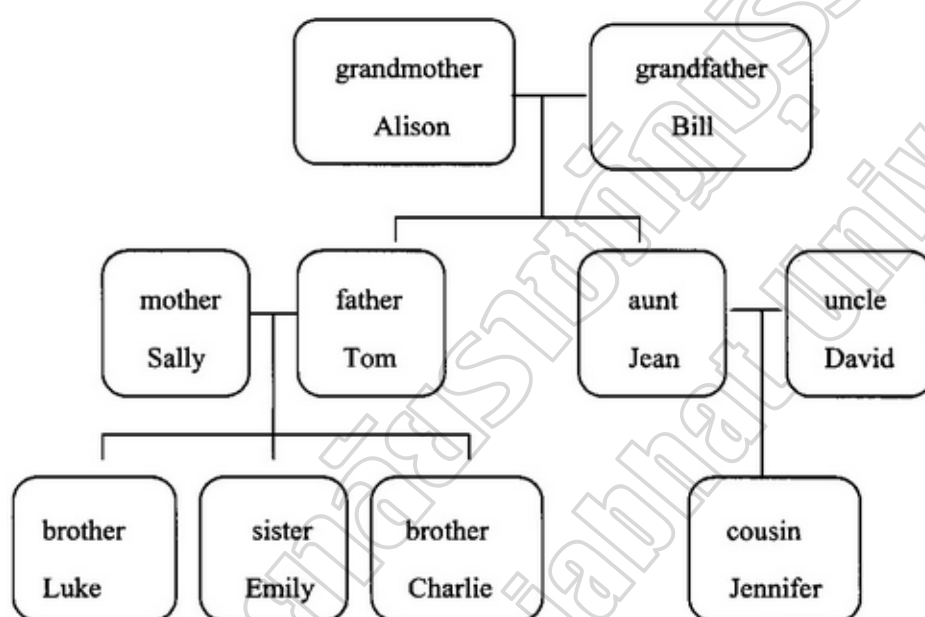 grandmother
Alison
grandfather
Bill
mother
Sally
father
Tom
aunt
Jean
uncle
David
brother
Luke
sister
Emily
brother
Charlie
cousin
Jennifer